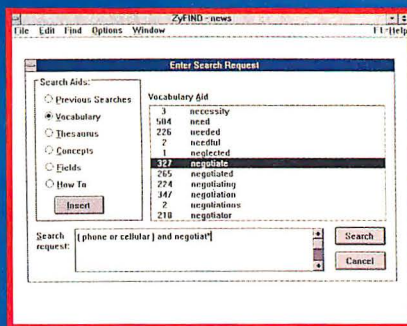 ZyFIND - news
File Edit Find Options Window F1=Help
Enter Search Request
Search Aids:
Previous Searches
Vocabulary
Thesaurus
Concepts
Fields
How To
Insert
Vocabulary Aid
3 necessity
504 need
226 needed
2 needful
1 neglected
327 negotiate
265 negotiated
224 negotiating
347 negotiation
2 negotiations
210 negotiator
Search request:
( phone or cellular ) and negotiat*
Search
Cancel